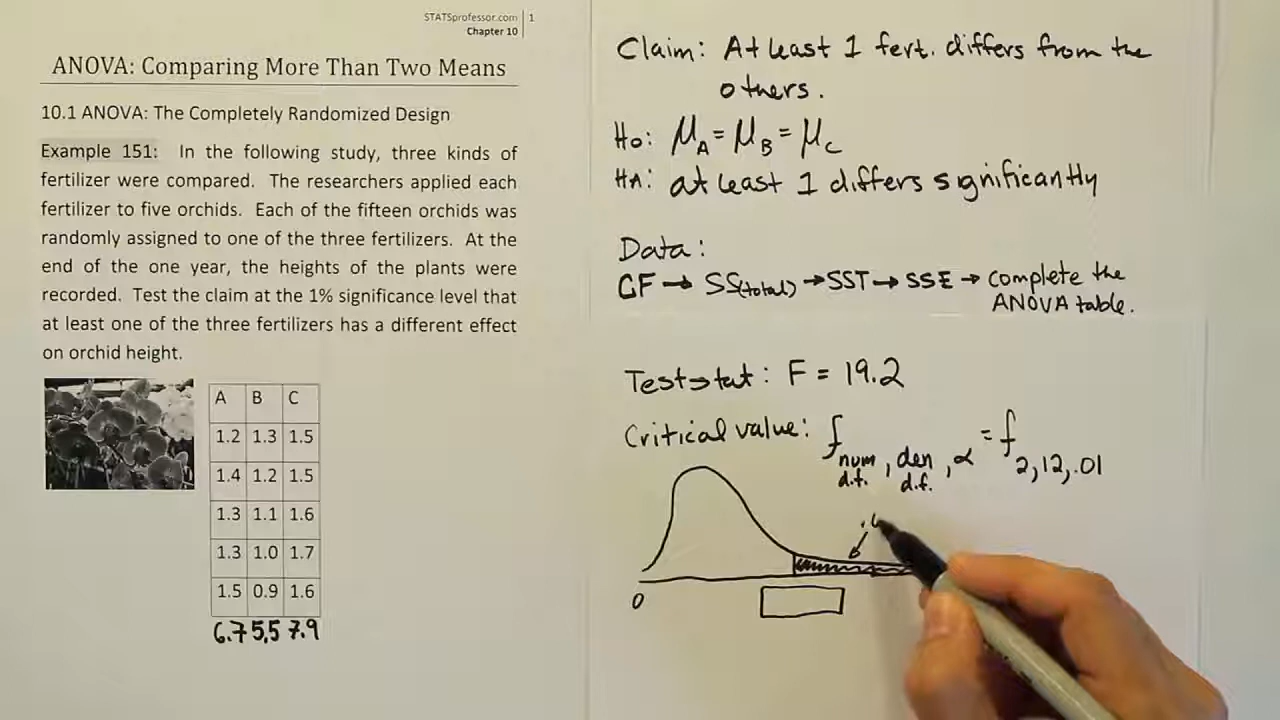 STATSprofessor.com 1
Chapter 10
ANOVA: Comparing More Than Two Means
10.1 ANOVA: The Completely Randomized Design
Example 151: In the following study, three kinds of
fertilizer were compared. The researchers applied each
fertilizer to five orchids. Each of the fifteen orchids was
randomly assigned to one of the three fertilizers. At the
end of the one year, the heights of the plants were
recorded. Test the claim at the 1% significance level that
at least one of the three fertilizers has a different effect
on orchid height.
A B C
1.2 1.3 1.5
1.4 1.2 1.5
1.3 1.1 1.6
1.3 1.0 1.7
1.5 0.9 1.6
6.7 5.5 7.9
Claim: At least 1 fert. differs from the
others.
Ho: μA = μB = μC
HA: at least 1 differs significantly
Data:
CF → SS(total) → SST → SSE → complete the
ANOVA table.
Test stat: F = 19.2
Critical value: f num d.f., den d.f., α = f 2, 12, .01
0